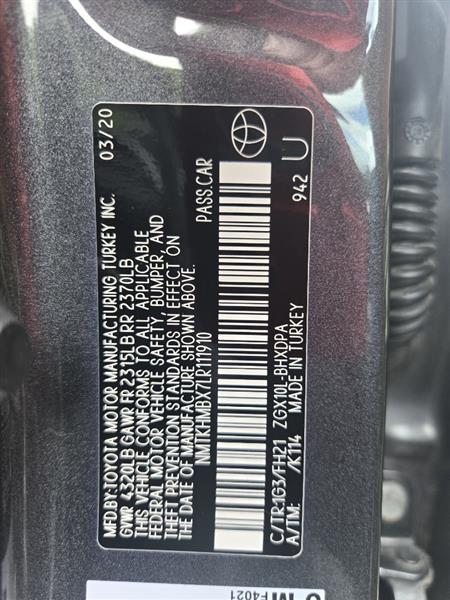 MFD.BY:TOYOTA MOTOR MANUFACTURING TURKEY INC. 03/20
GVWR 4320LB GAWR FR 2315LB RR 2370LB
THIS VEHICLE CONFORMS TO ALL APPLICABLE
FEDERAL MOTOR VEHICLE SAFETY, BUMPER, AND
THEFT PREVENTION STANDARDS IN EFFECT ON
THE DATE OF MANUFACTURE SHOWN ABOVE.
NMTKHMBX7LR111910 PASS.CAR
C/TR:1G3/FH21 ZGX10L-BHXDPA 942 U
A/TM: /K114 MADE IN TURKEY
F4021